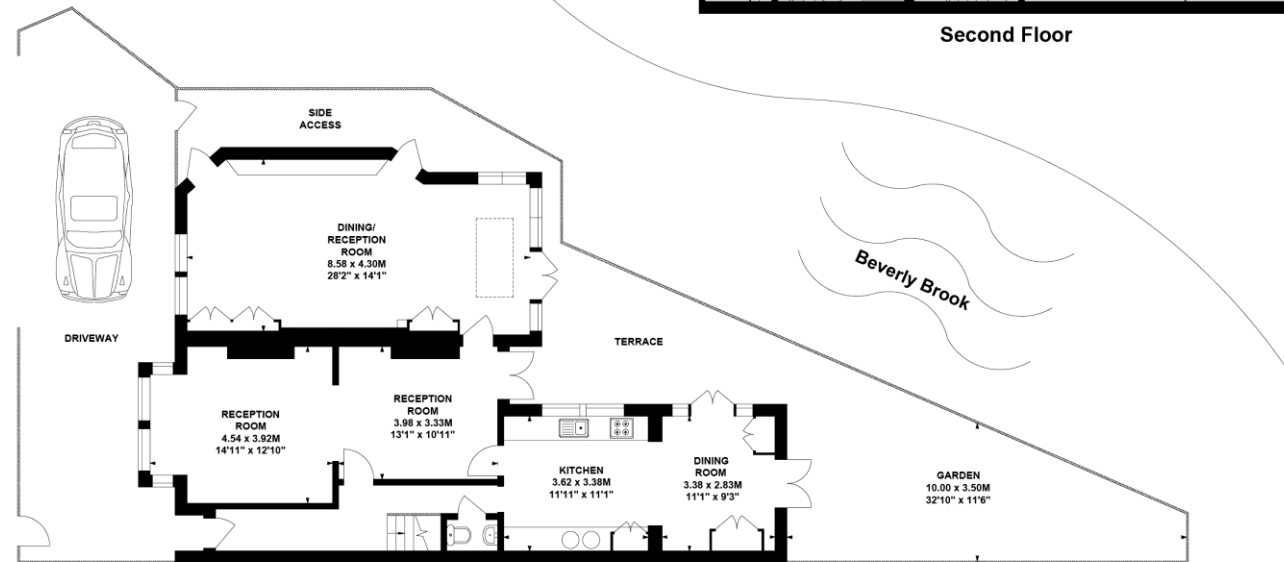 Second Floor
SIDE
ACCESS
DINING/
RECEPTION
ROOM
8.58 x 4.30M
28'2" x 14'1"
Beverly Brook
DRIVEWAY
TERRACE
RECEPTION
ROOM
4.54 x 3.92M
14'11" x 12'10"
RECEPTION
ROOM
3.98 x 3.33M
13'1" x 10'11"
KITCHEN
3.62 x 3.38M
11'11" x 11'1"
DINING
ROOM
3.38 x 2.83M
11'1" x 9'3"
GARDEN
10.00 x 3.50M
32'10" x 11'6"